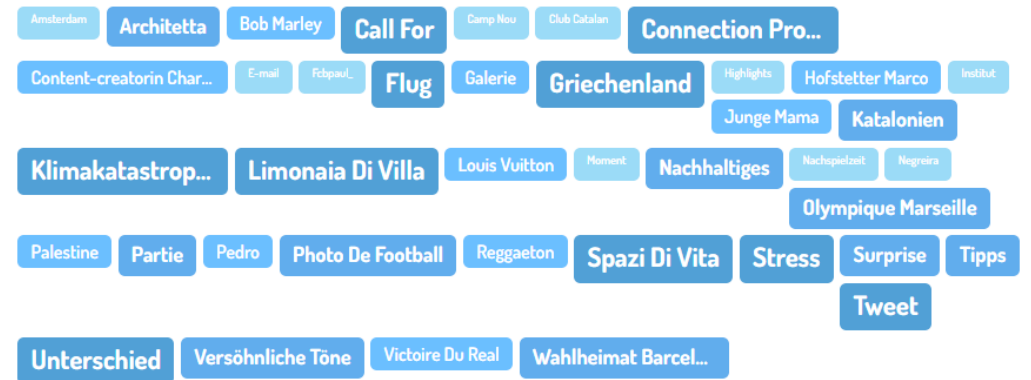 Amsterdam Architetta Bob Marley Call For Camp Nou Club Catalan Connection Pro...
Content-creatorin Char... E-mail Fcbpaul_ Flug Galerie Griechenland Highlights Hofstetter Marco Institut
Junge Mama Katalonien
Klimakatastrop... Limonaia Di Villa Louis Vuitton Moment Nachhaltiges Nachspielzeit Negreira
Olympique Marseille
Palestine Partie Pedro Photo De Football Reggaeton Spazi Di Vita Stress Surprise Tipps
Tweet
Unterschied Versöhnliche Töne Victoire Du Real Wahlheimat Barcel...